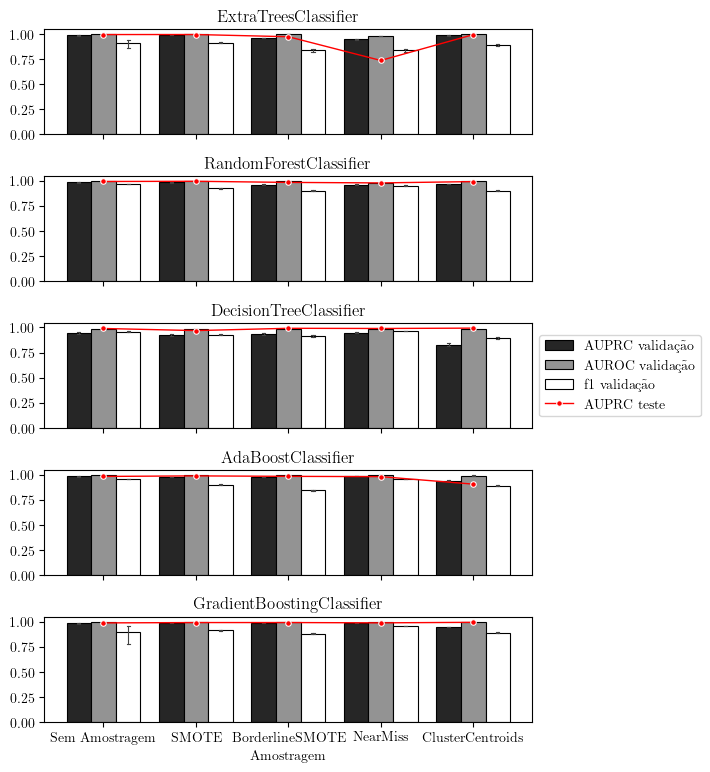 ExtraTreesClassifier
1.00
0.75
0.50
0.25
0.00
RandomForestClassifier
1.00
0.75
0.50
0.25
0.00
DecisionTreeClassifier
1.00
0.75
0.50
0.25
0.00
AUPRC validação
AUROC validação
f1 validação
AUPRC teste
AdaBoostClassifier
1.00
0.75
0.50
0.25
0.00
GradientBoostingClassifier
1.00
0.75
0.50
0.25
0.00
Sem Amostragem SMOTE BorderlineSMOTE NearMiss ClusterCentroids
Amostragem